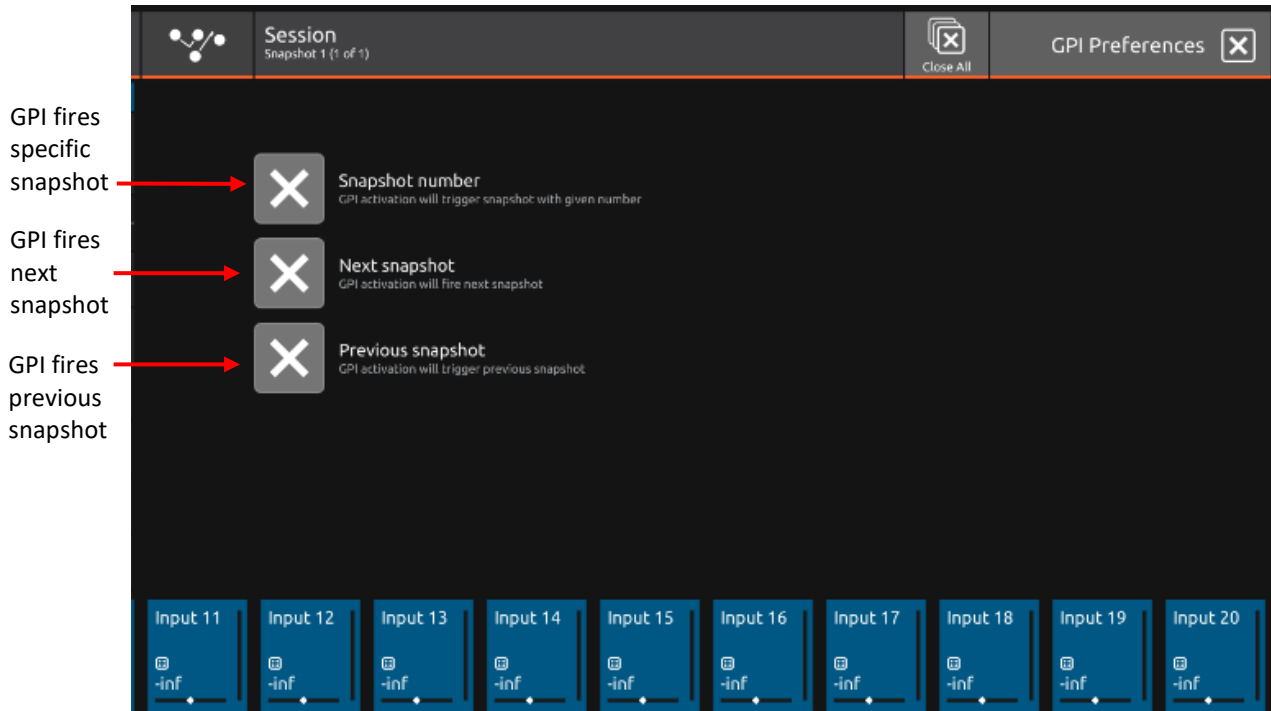 Session
Snapshot 1 (1 of 1)
Close All
GPI Preferences
GPI fires
specific
snapshot
Snapshot number
GPI activation will trigger snapshot with given number
GPI fires
next
snapshot
Next snapshot
GPI activation will fire next snapshot
GPI fires
previous
snapshot
Previous snapshot
GPI activation will trigger previous snapshot
Input 11
-inf
Input 12
-inf
Input 13
-inf
Input 14
-inf
Input 15
-inf
Input 16
-inf
Input 17
-inf
Input 18
-inf
Input 19
-inf
Input 20
-inf